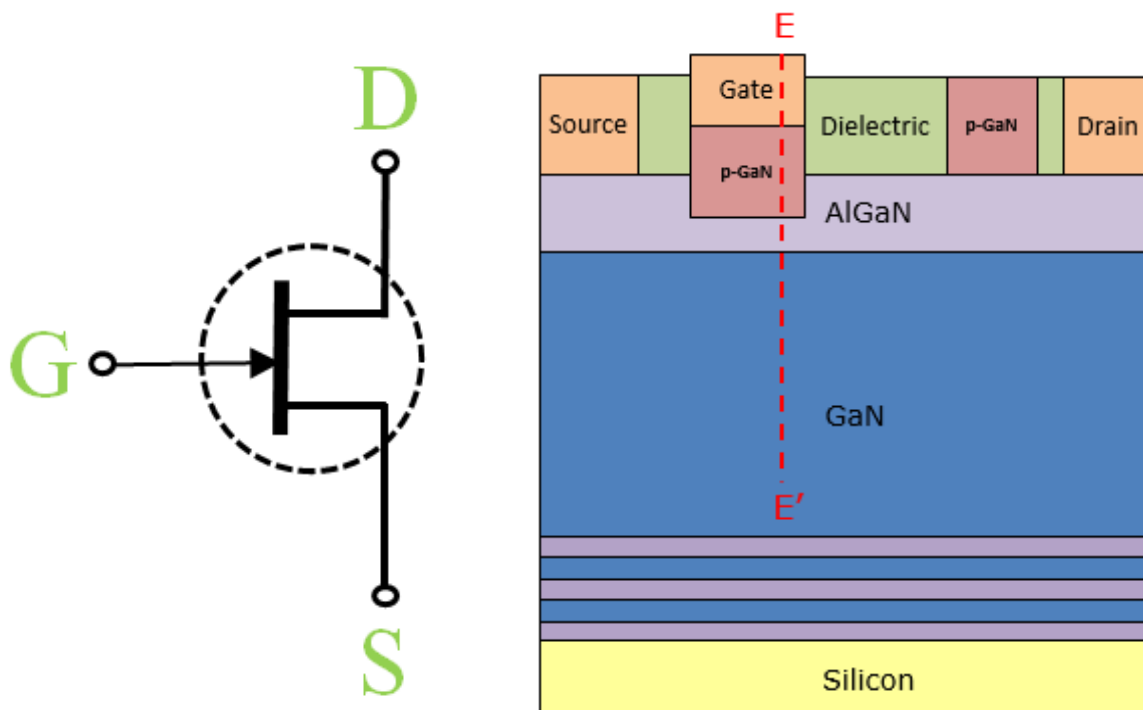 D
G
S
E
Source
Gate
p-GaN
Dielectric
p-GaN
Drain
AlGaN
GaN
E’
Silicon